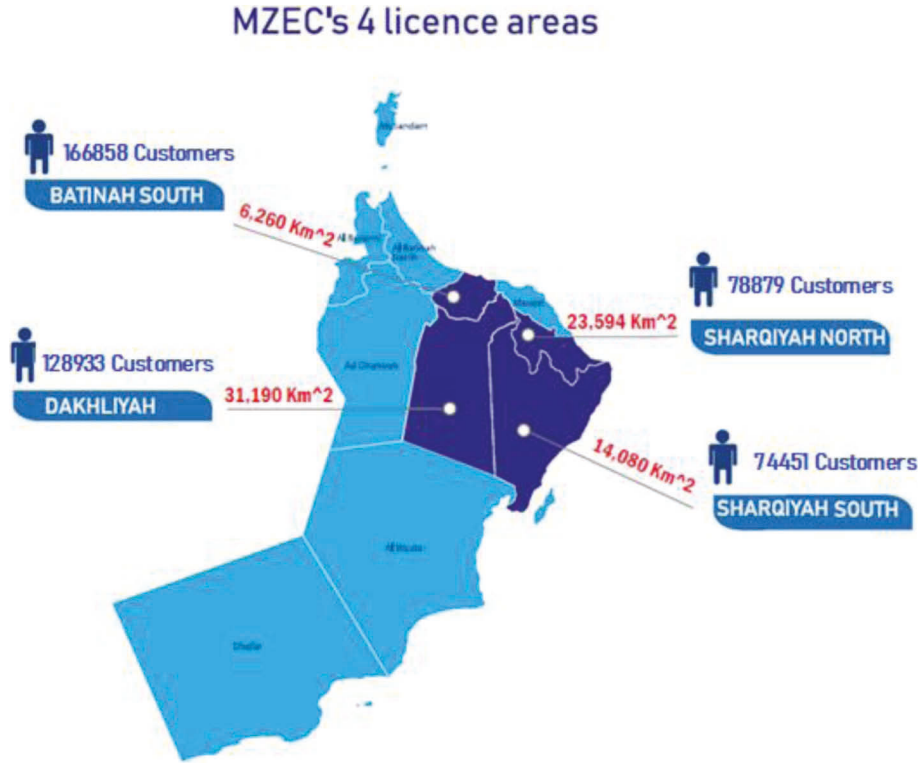 MZEC's 4 licence areas
166858 Customers
BATINAH SOUTH
6,260 Km^2
78879 Customers
SHARQIYAH NORTH
23,594 Km^2
128933 Customers
DAKHLIYAH
31,190 Km^2
74451 Customers
SHARQIYAH SOUTH
14,080 Km^2
Dhofar